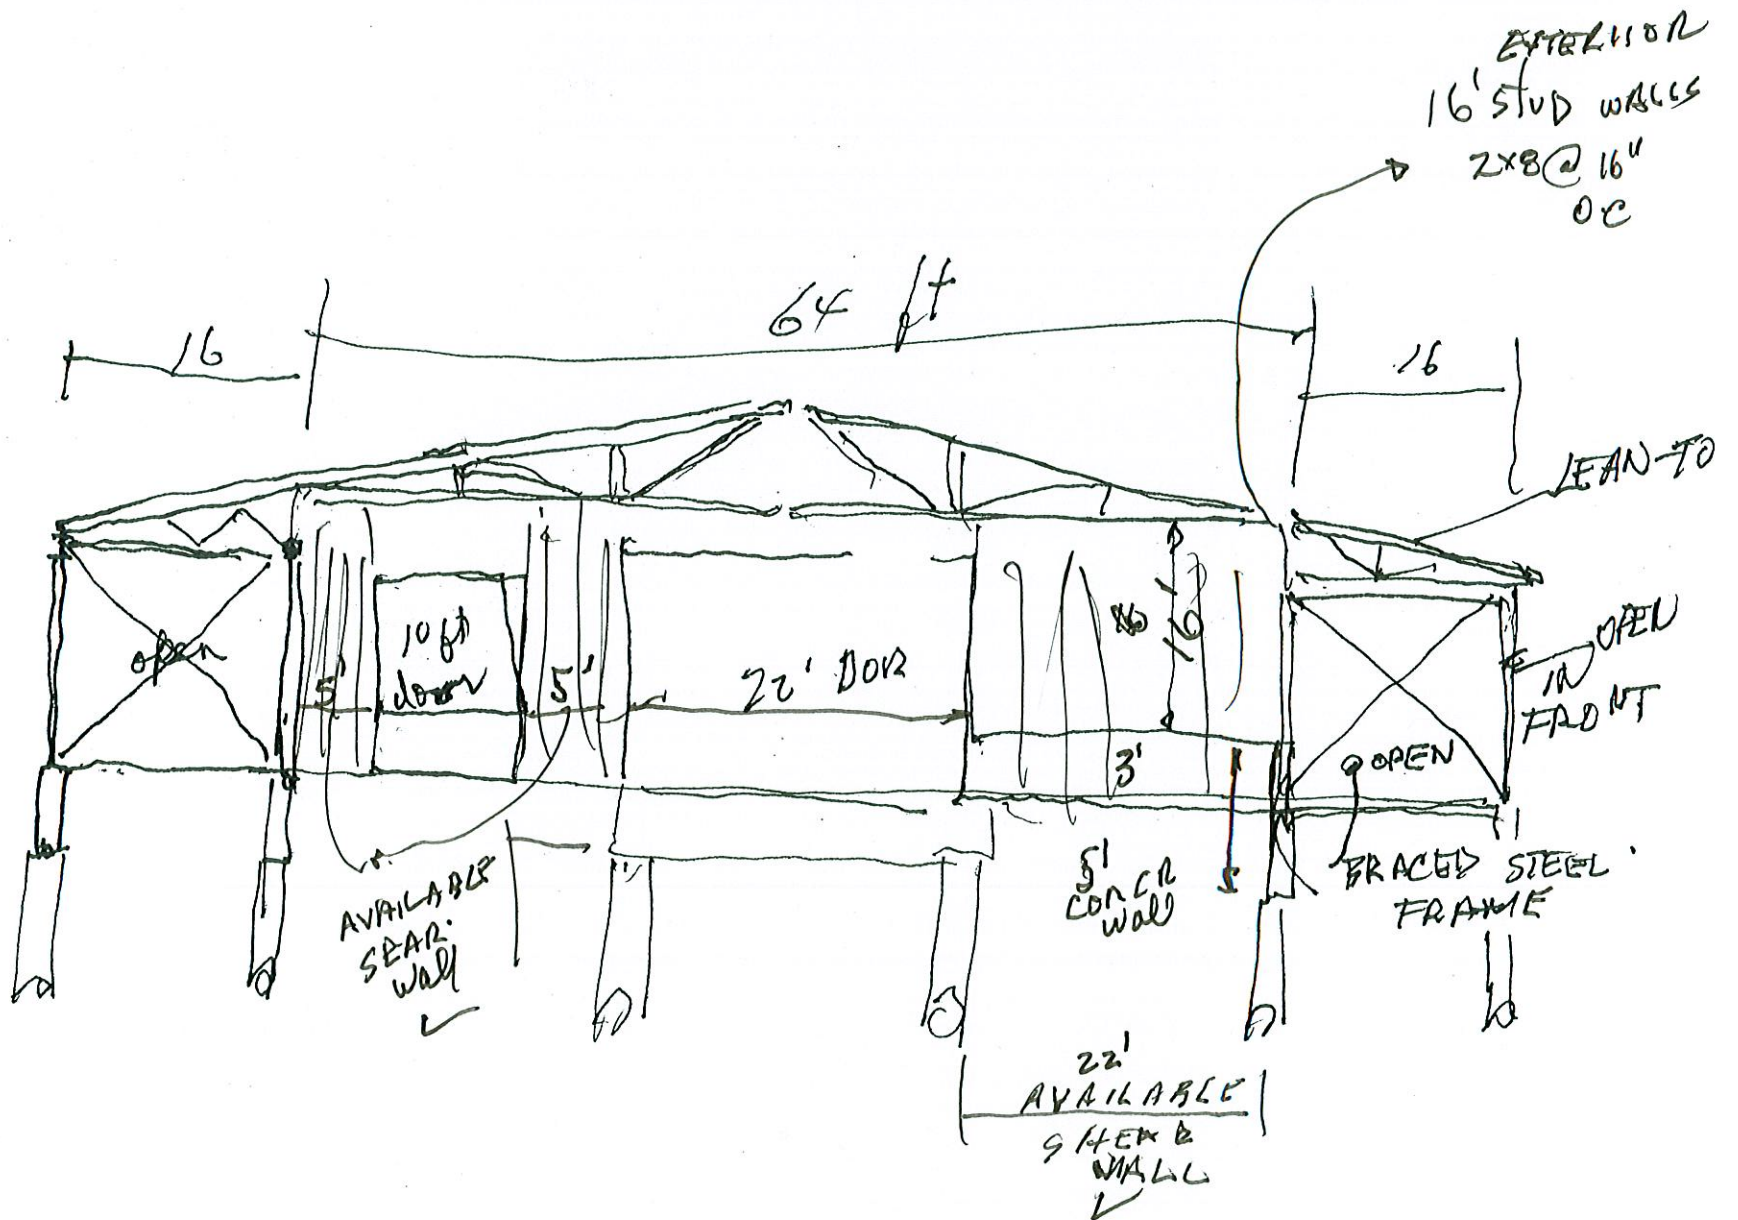 EXTERIOR
16' STUD WALLS
2x8 @ 16"
OC
64 ft
16
16
LEAN-TO
open
10 ft
door
5'
5'
22' DOR
16'
3'
OPEN
IN
FRONT
OPEN
BRACED STEEL
FRAME
5'
CONCR
Wall
5
AVAILABLE
SEAR.
Wall
22'
AVAILABLE
SHEAR
WALL